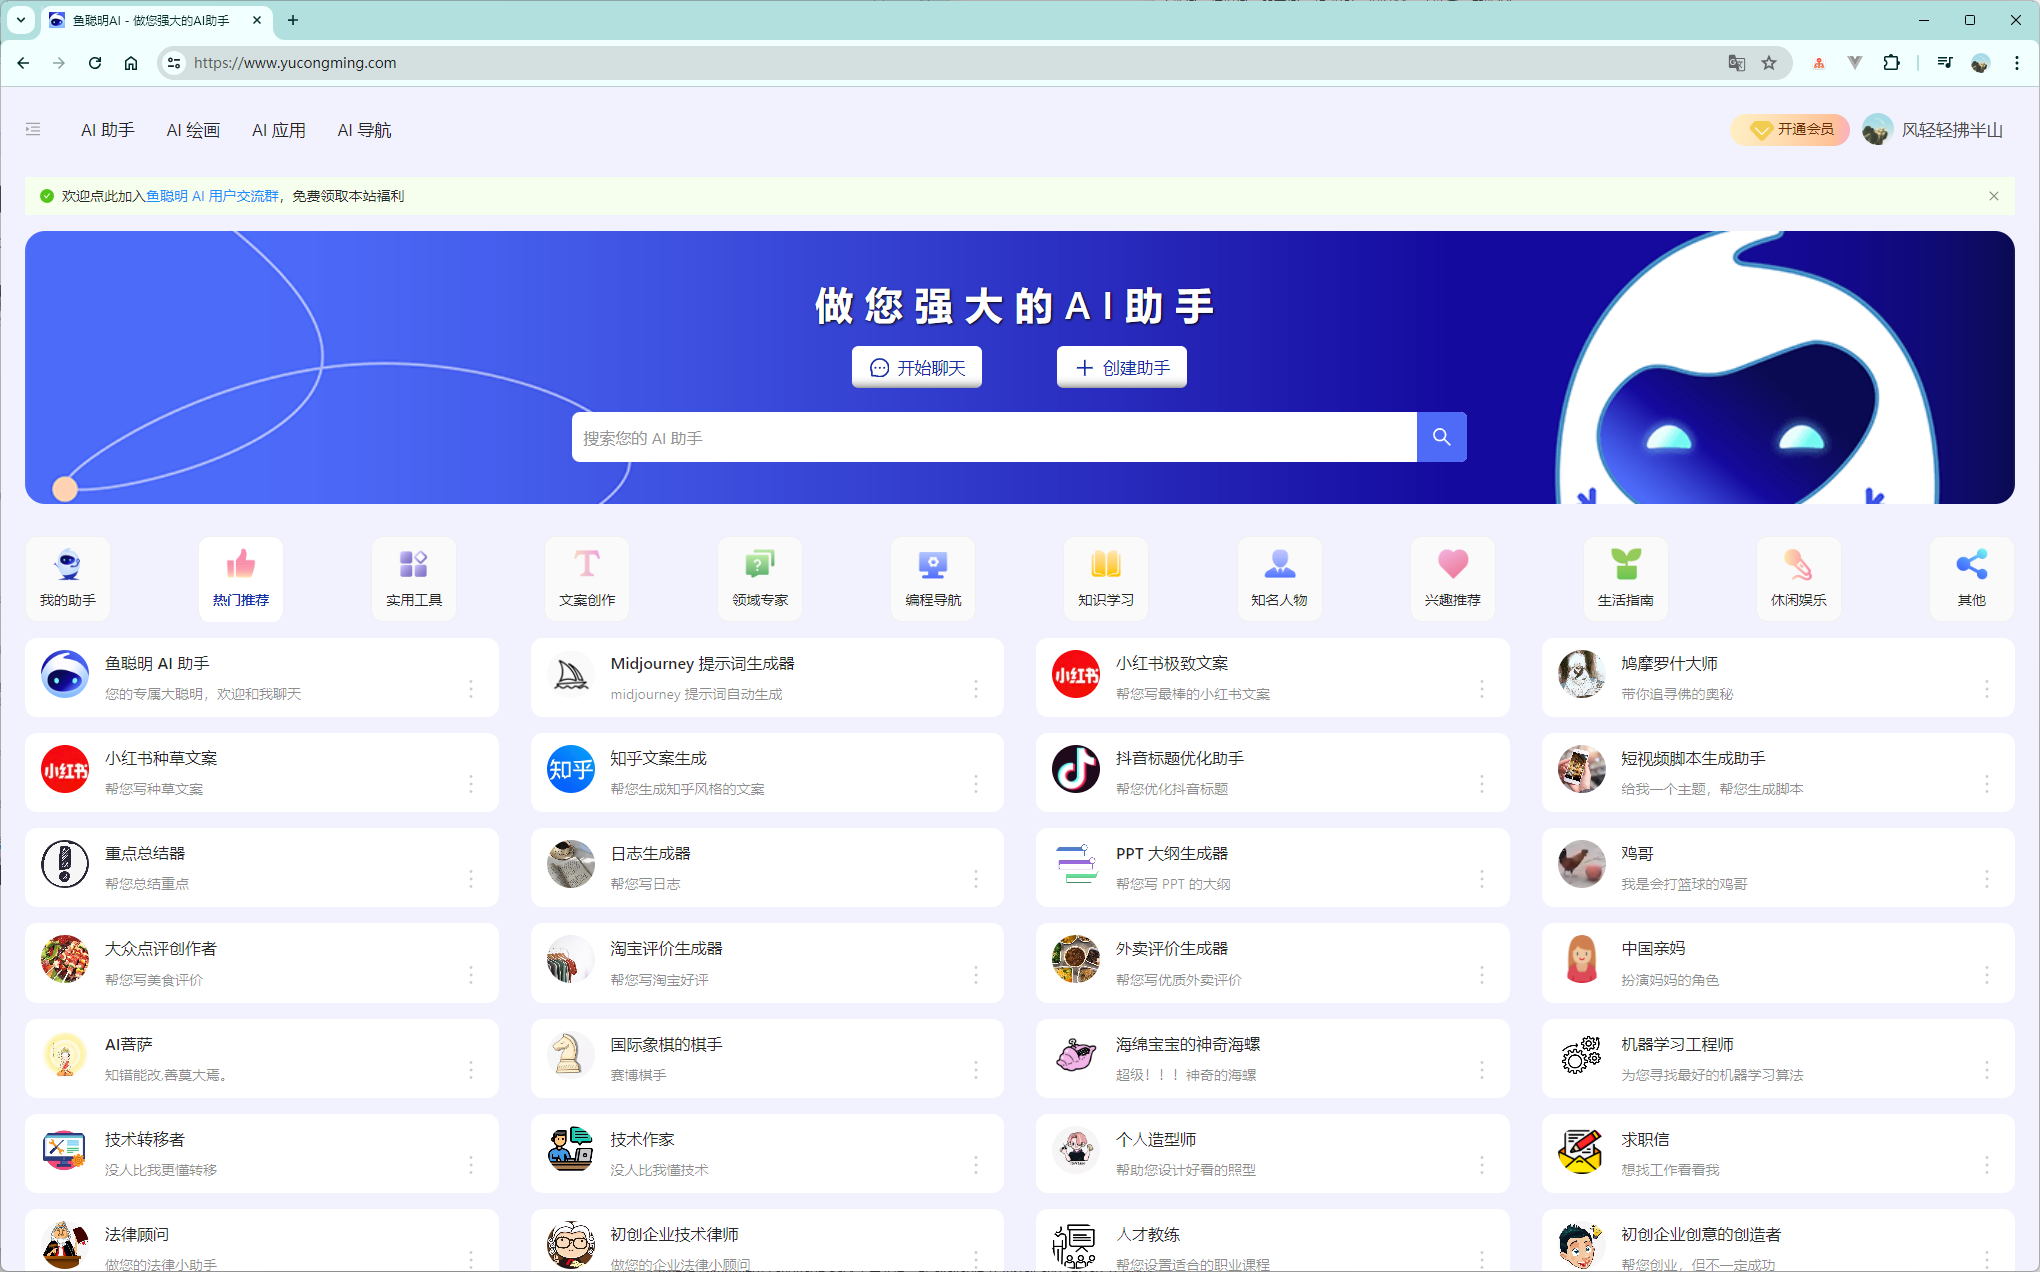 鱼聪明AI - 做您强大的AI助手
https://www.yucongming.com
AI 助手
AI 绘画
AI 应用
AI 导航
开通会员
风轻轻拂半山
欢迎点此加入鱼聪明 AI 用户交流群，免费领取本站福利
做您强大的AI助手
开始聊天
创建助手
搜索您的 AI 助手
我的助手
热门推荐
实用工具
文案创作
领域专家
编程导航
知识学习
知名人物
兴趣推荐
生活指南
休闲娱乐
其他
鱼聪明 AI 助手
您的专属大聪明，欢迎和我聊天
Midjourney 提示词生成器
midjourney 提示词自动生成
小红书
小红书极致文案
帮您写最棒的小红书文案
鸠摩罗什大师
带你追寻佛的奥秘
小红书
小红书种草文案
帮您写种草文案
知乎
知乎文案生成
帮您生成知乎风格的文案
抖音标题优化助手
帮您优化抖音标题
短视频脚本生成助手
给我一个主题，帮您生成脚本
重点总结器
帮您总结重点
日志生成器
帮您写日志
PPT 大纲生成器
帮您写 PPT 的大纲
鸡哥
我是会打篮球的鸡哥
大众点评创作者
帮您写美食评价
淘宝评价生成器
帮您写淘宝好评
外卖评价生成器
帮您写优质外卖评价
中国亲妈
扮演妈妈的角色
AI菩萨
知错能改,善莫大焉。
国际象棋的棋手
赛博棋手
海绵宝宝的神奇海螺
超级！！！神奇的海螺
机器学习工程师
为您寻找最好的机器学习算法
技术转移者
没人比我更懂转移
技术作家
没人比我懂技术
个人造型师
帮助您设计好看的照型
求职信
想找工作看看我
法律顾问
做您的法律小助手
初创企业技术律师
做您的企业法律小顾问
人才教练
帮您设置适合的职业课程
初创企业创意的创造者
帮您创业，但不一定成功